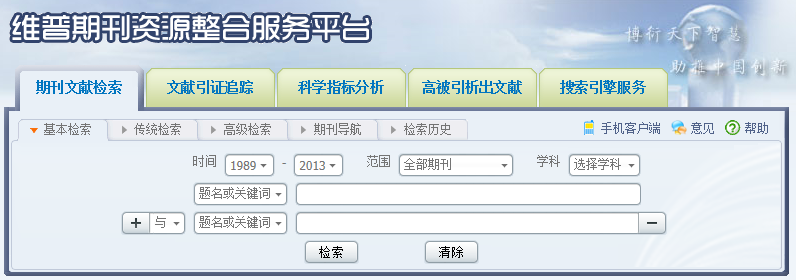 维普期刊资源整合服务平台
博衍天下智慧
助推中国创新
期刊文献检索 文献引证追踪 科学指标分析 高被引析出文献 搜索引擎服务
基本检索 传统检索 高级检索 期刊导航 检索历史 手机客户端 意见 帮助
时间 1989 - 2013 范围 全部期刊 学科 选择学科
题名或关键词
+ 与 题名或关键词 −
检索 清除